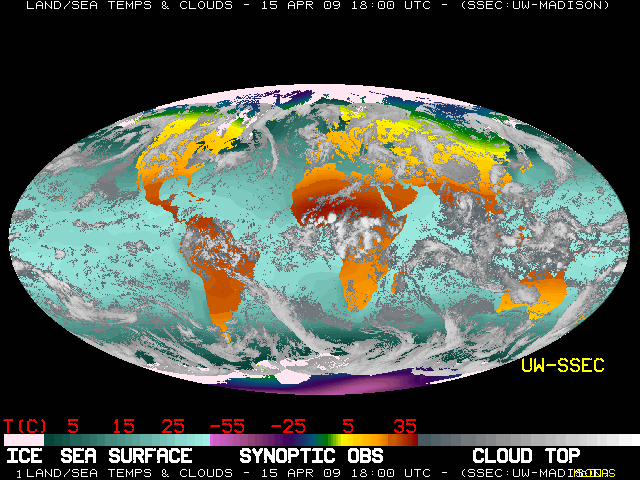 LAND/SEA TEMPS & CLOUDS - 15 APR 09 18:00 UTC - (SSEC:UW-MADISON)
UW-SSEC
T(C) 5 15 25 -55 -25 5 35
ICE SEA SURFACE SYNOPTIC OBS CLOUD TOP
1 LAND/SEA TEMPS & CLOUDS - 15 APR 09 18:00 UTC - (SSEC:UW-MADISON)